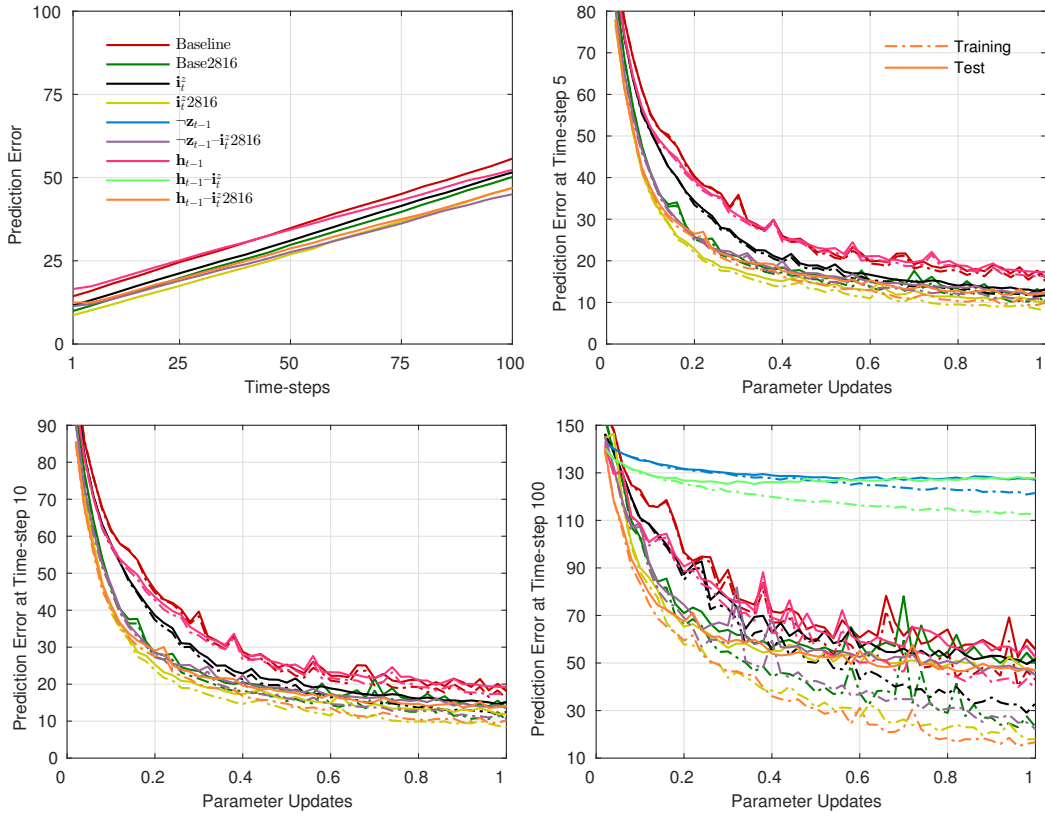 100
75
50
25
0
1
25
50
75
100
Prediction Error
Time-steps
Baseline
Base2816
i_t^z
i_t^z2816
¬z_{t−1}
¬z_{t−1}–i_t^z2816
h_{t−1}
h_{t−1}–i_t^z
h_{t−1}–i_t^z2816
80
70
60
50
40
30
20
10
0
0
0.2
0.4
0.6
0.8
1
Prediction Error at Time-step 5
Parameter Updates
Training
Test
90
80
70
60
50
40
30
20
10
0
0
0.2
0.4
0.6
0.8
1
Prediction Error at Time-step 10
Parameter Updates
150
130
110
90
70
50
30
10
0
0.2
0.4
0.6
0.8
1
Prediction Error at Time-step 100
Parameter Updates